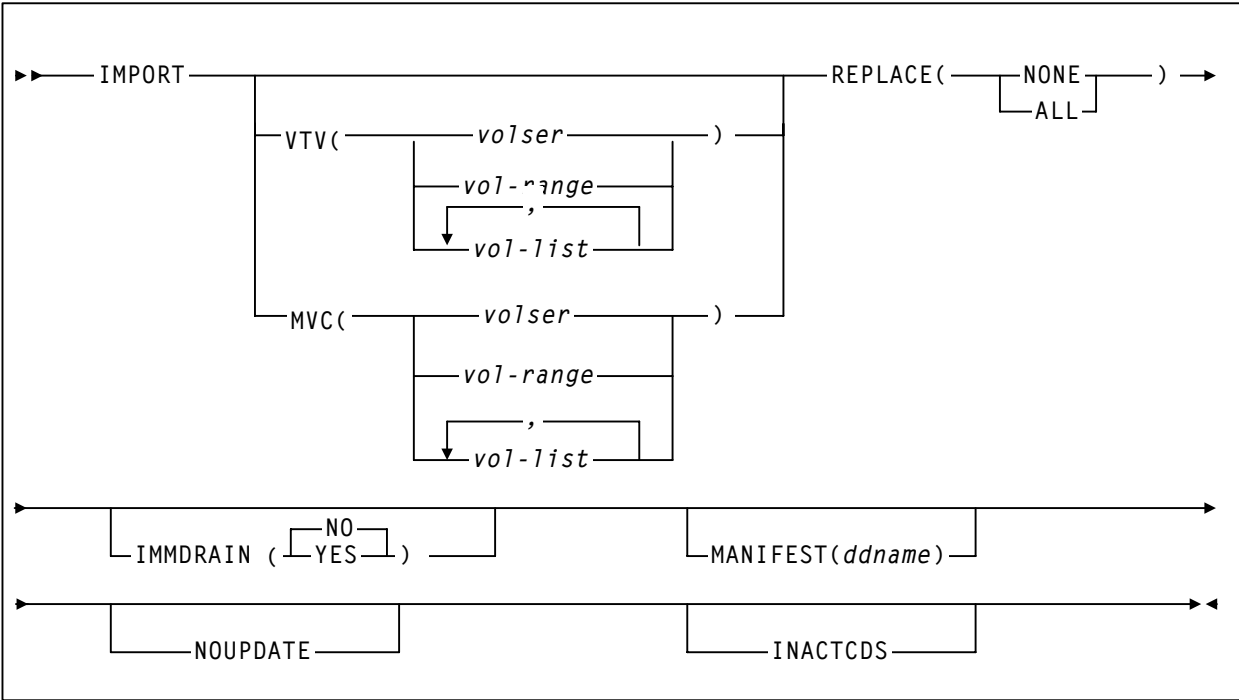 IMPORT REPLACE( NONE )
ALL
VTV( volser )
vol-range
,
vol-list
MVC( volser )
vol-range
,
vol-list
NO
IMMDRAIN ( YES ) MANIFEST(ddname)
NOUPDATE INACTCDS